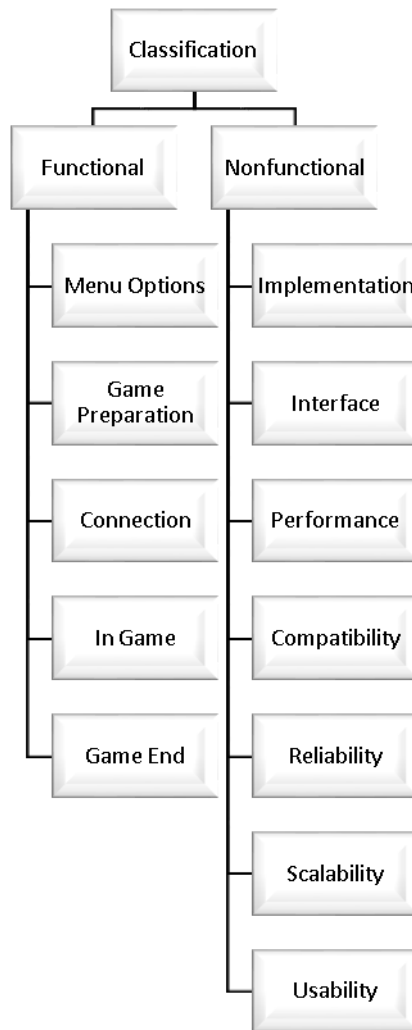 Classification
Functional
Nonfunctional
Menu Options
Implementation
Game
Preparation
Interface
Connection
Performance
In Game
Compatibility
Game End
Reliability
Scalability
Usability